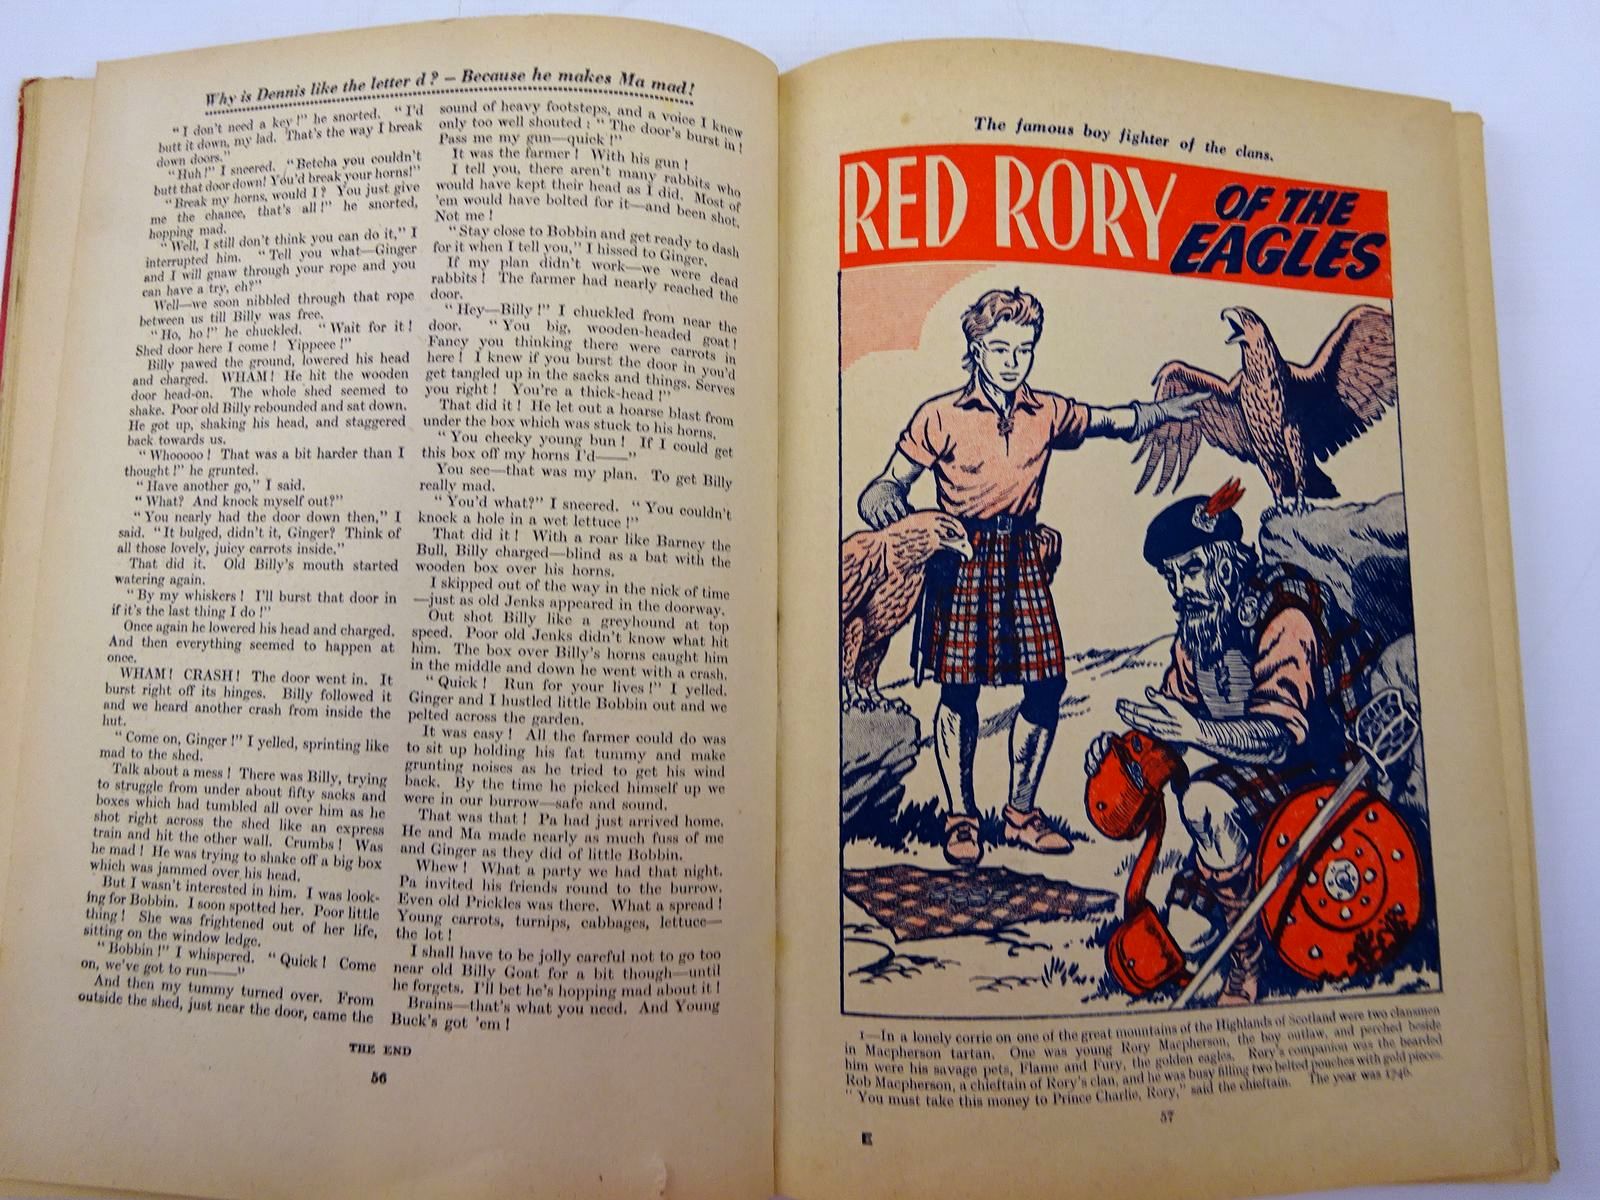 Why is Dennis like the letter d? – Because he makes Ma mad!
"I don't need a key!" he snorted. "I'd
butt it down, my lad. That's the way I break
down doors."
"Huh!" I sneered. "Betcha you couldn't
butt that door down! You'd break your horns!"
"Break my horns, would I? You just give
me the chance, that's all!" he snorted,
hopping mad.
"Well, I still don't think you can do it," I
interrupted him. "Tell you what—Ginger
and I will gnaw through your rope and you
can have a try, eh?"
Well—we soon nibbled through that rope
between us till Billy was free.
"Ho, ho!" he chuckled. "Wait for it!
Shed door here I come! Yippeee!"
Billy pawed the ground, lowered his head
and charged. WHAM! He hit the wooden
door head-on. The whole shed seemed to
shake. Poor old Billy rebounded and sat down.
He got up, shaking his head, and staggered
back towards us.
"Whooooo! That was a bit harder than I
thought!" he grunted.
"Have another go," I said.
"What? And knock myself out?"
"You nearly had the door down then," I
said. "It bulged, didn't it, Ginger? Think of
all those lovely, juicy carrots inside."
That did it. Old Billy's mouth started
watering again.
"By my whiskers! I'll burst that door in
if it's the last thing I do!"
Once again he lowered his head and charged.
And then everything seemed to happen at
once.
WHAM! CRASH! The door went in. It
burst right off its hinges. Billy followed it
and we heard another crash from inside the
hut.
"Come on, Ginger!" I yelled, sprinting like
mad to the shed.
Talk about a mess! There was Billy, trying
to struggle from under about fifty sacks and
boxes which had tumbled all over him as he
shot right across the shed like an express
train and hit the other wall. Crumbs! Was
he mad! He was trying to shake off a big box
which was jammed over his head.
But I wasn't interested in him. I was look-
ing for Bobbin. I soon spotted her. Poor little
thing! She was frightened out of her life,
sitting on the window ledge.
"Bobbin!" I whispered. "Quick! Come
on, we've got to run——"
And then my tummy turned over. From
outside the shed, just near the door, came the
sound of heavy footsteps, and a voice I knew
only too well shouted: "The door's burst in!
Pass me my gun—quick!"
It was the farmer! With his gun!
I tell you, there aren't many rabbits who
would have kept their head as I did. Most of
'em would have bolted for it—and been shot.
Not me!
"Stay close to Bobbin and get ready to dash
for it when I tell you," I hissed to Ginger.
If my plan didn't work—we were dead
rabbits! The farmer had nearly reached the
door.
"Hey—Billy!" I chuckled from near the
door. "You big, wooden-headed goat!
Fancy you thinking there were carrots in
here! I knew if you burst the door in you'd
get tangled up in the sacks and things. Serves
you right! You're a thick-head!"
That did it! He let out a hoarse blast from
under the box which was stuck to his horns.
"You cheeky young bun! If I could get
this box off my horns I'd——"
You see—that was my plan. To get Billy
really mad.
"You'd what?" I sneered. "You couldn't
knock a hole in a wet lettuce!"
That did it! With a roar like Barney the
Bull, Billy charged—blind as a bat with the
wooden box over his horns.
I skipped out of the way in the nick of time
—just as old Jenks appeared in the doorway.
Out shot Billy like a greyhound at top
speed. Poor old Jenks didn't know what hit
him. The box over Billy's horns caught him
in the middle and down he went with a crash.
"Quick! Run for your lives!" I yelled.
Ginger and I hustled little Bobbin out and we
pelted across the garden.
It was easy! All the farmer could do was
to sit up holding his fat tummy and make
grunting noises as he tried to get his wind
back. By the time he picked himself up we
were in our burrow—safe and sound.
That was that! Pa had just arrived home.
He and Ma made nearly as much fuss of me
and Ginger as they did of little Bobbin.
Whew! What a party we had that night.
Pa invited his friends round to the burrow.
Even old Prickles was there. What a spread!
Young carrots, turnips, cabbages, lettuce—
the lot!
I shall have to be jolly careful not to go too
near old Billy Goat for a bit though—until
he forgets. I'll bet he's hopping mad about it!
Brains—that's what you need. And Young
Buck's got 'em!
THE END
56
The famous boy fighter of the clans.
RED RORY OF THE
EAGLES
1—In a lonely corrie on one of the great mountains of the Highlands of Scotland were two clansmen
in Macpherson tartan. One was young Rory Macpherson, the boy outlaw, and perched beside
him were his savage pets, Flame and Fury, the golden eagles. Rory's companion was the bearded
Rob Macpherson, a chieftain of Rory's clan, and he was busy filling two belted pouches with gold pieces.
"You must take this money to Prince Charlie, Rory," said the chieftain. The year was 1746.
57
E